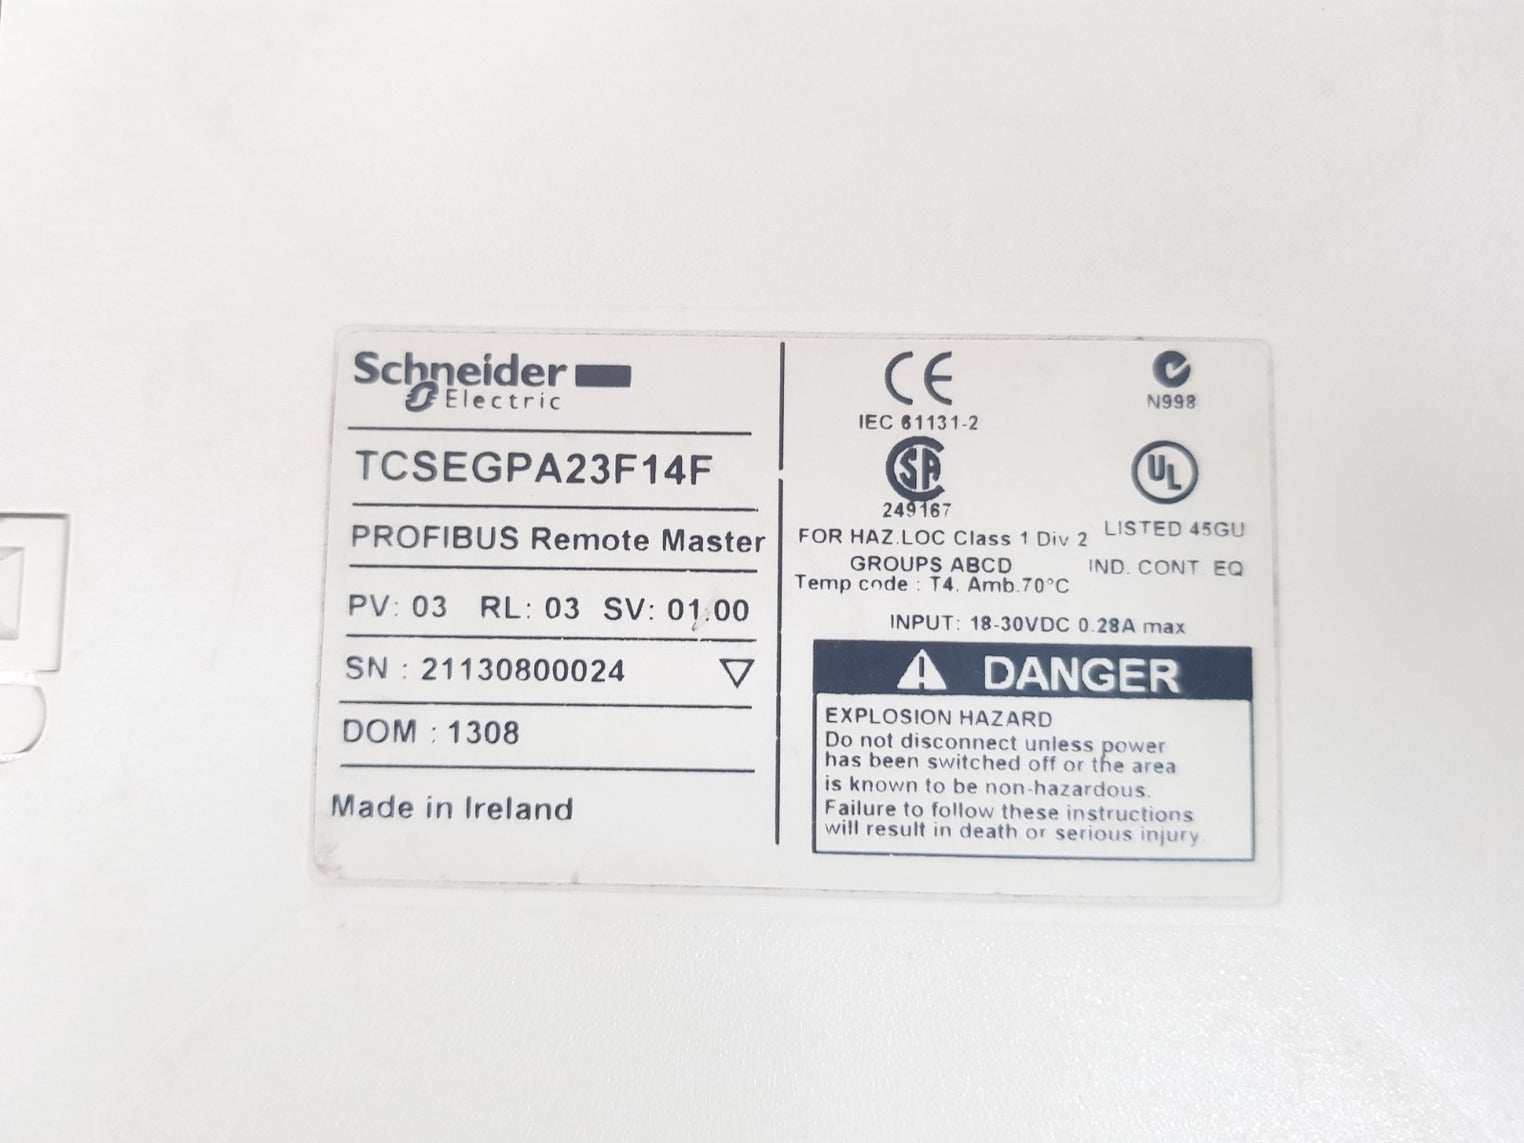 Schneider
Electric
TCSEGPA23F14F
PROFIBUS Remote Master
PV: 03 RL: 03 SV: 01.00
SN : 21130800024
DOM : 1308
Made in Ireland
CE
IEC 61131-2
N998
SA
249167
UL
LISTED 45GU
IND. CONT. EQ
FOR HAZ.LOC Class 1 Div 2
GROUPS ABCD
Temp code : T4. Amb.70°C
INPUT: 18-30VDC 0.28A max
DANGER
EXPLOSION HAZARD
Do not disconnect unless power
has been switched off or the area
is known to be non-hazardous.
Failure to follow these instructions
will result in death or serious injury.